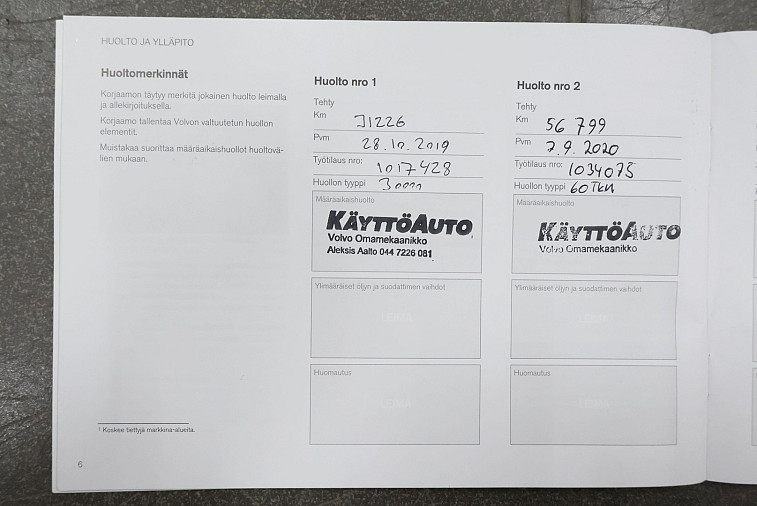 HUOLTO JA YLLÄPITO
Huoltomerkinnät
Korjaamon täytyy merkitä jokainen huolto leimalla
ja allekirjoituksella.
Korjaamo tallentaa Volvon valtuutetun huollon
elementit.
Muistakaa suorittaa määräaikaishuollot huoltovä-
lien mukaan.
1 Koskee tiettyjä markkina-alueita.
6
Huolto nro 1
Tehty
Km 31226
Pvm 28.10.2019
Työtilaus nro: 1017428
Huollon tyyppi 30000
Määräaikaishuolto
KÄYTTÖAUTO
Volvo Omamekaanikko
Aleksis Aalto 044 7226 081
Ylimääräiset öljyn ja suodattimen vaihdot
Huomautus
Huolto nro 2
Tehty
Km 56 799
Pvm 7.9.2020
Työtilaus nro: 1034075
Huollon tyyppi 60TKM
Määräaikaishuolto
KÄYTTÖAUTO
Volvo Omamekaanikko
Ylimääräiset öljyn ja suodattimen vaihdot
Huomautus